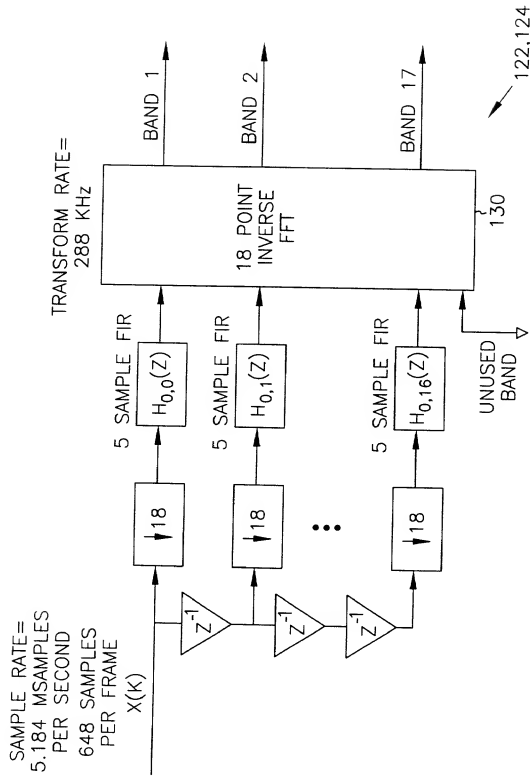 SAMPLE RATE=
5.184 MSAMPLES
PER SECOND
648 SAMPLES
PER FRAME
X(K)
TRANSFORM RATE=
288 KHz
↓18
5 SAMPLE FIR
H0,0(Z)
BAND 1
Z-1
↓18
5 SAMPLE FIR
H0,1(Z)
18 POINT
INVERSE
FFT
BAND 2
Z-1
Z-1
↓18
5 SAMPLE FIR
H0,16(Z)
BAND 17
UNUSED
BAND
130
122,124